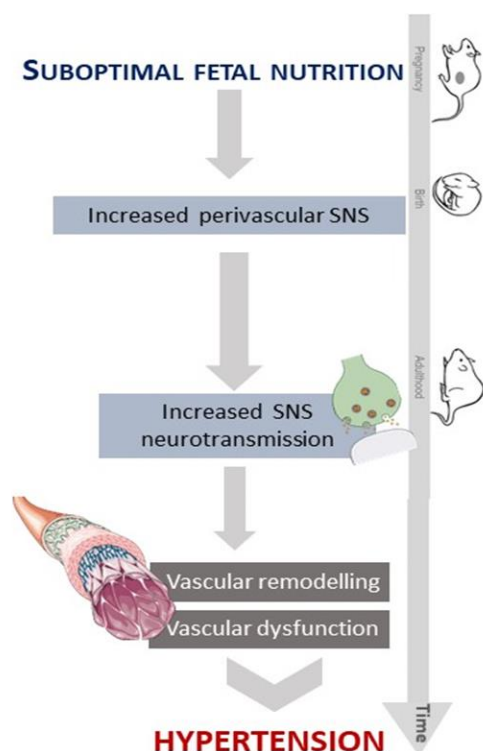 SUBOPTIMAL FETAL NUTRITION
Pregnancy
Increased perivascular SNS
Birth
Increased SNS
neurotransmission
Adulthood
Vascular remodelling
Vascular dysfunction
HYPERTENSION
Time